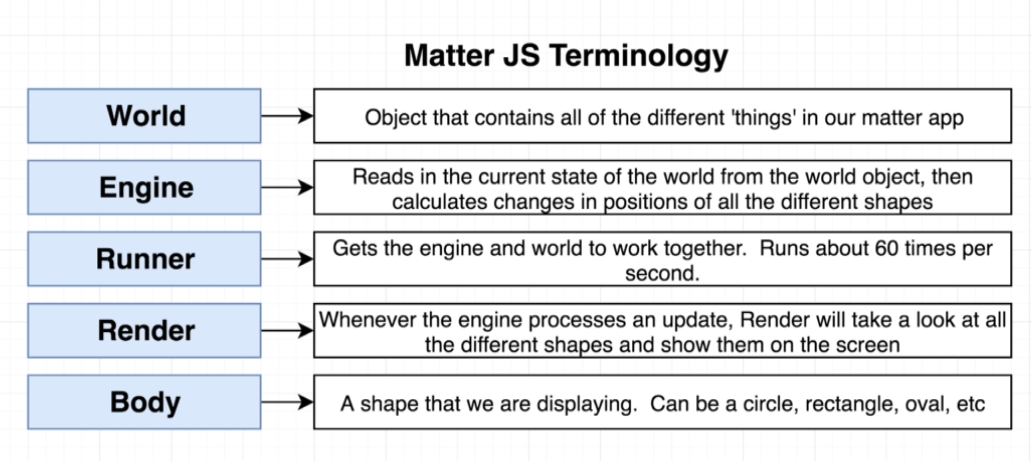 Matter JS Terminology
World
Object that contains all of the different 'things' in our matter app
Engine
Reads in the current state of the world from the world object, then
calculates changes in positions of all the different shapes
Runner
Gets the engine and world to work together.  Runs about 60 times per
second.
Render
Whenever the engine processes an update, Render will take a look at all
the different shapes and show them on the screen
Body
A shape that we are displaying.  Can be a circle, rectangle, oval, etc